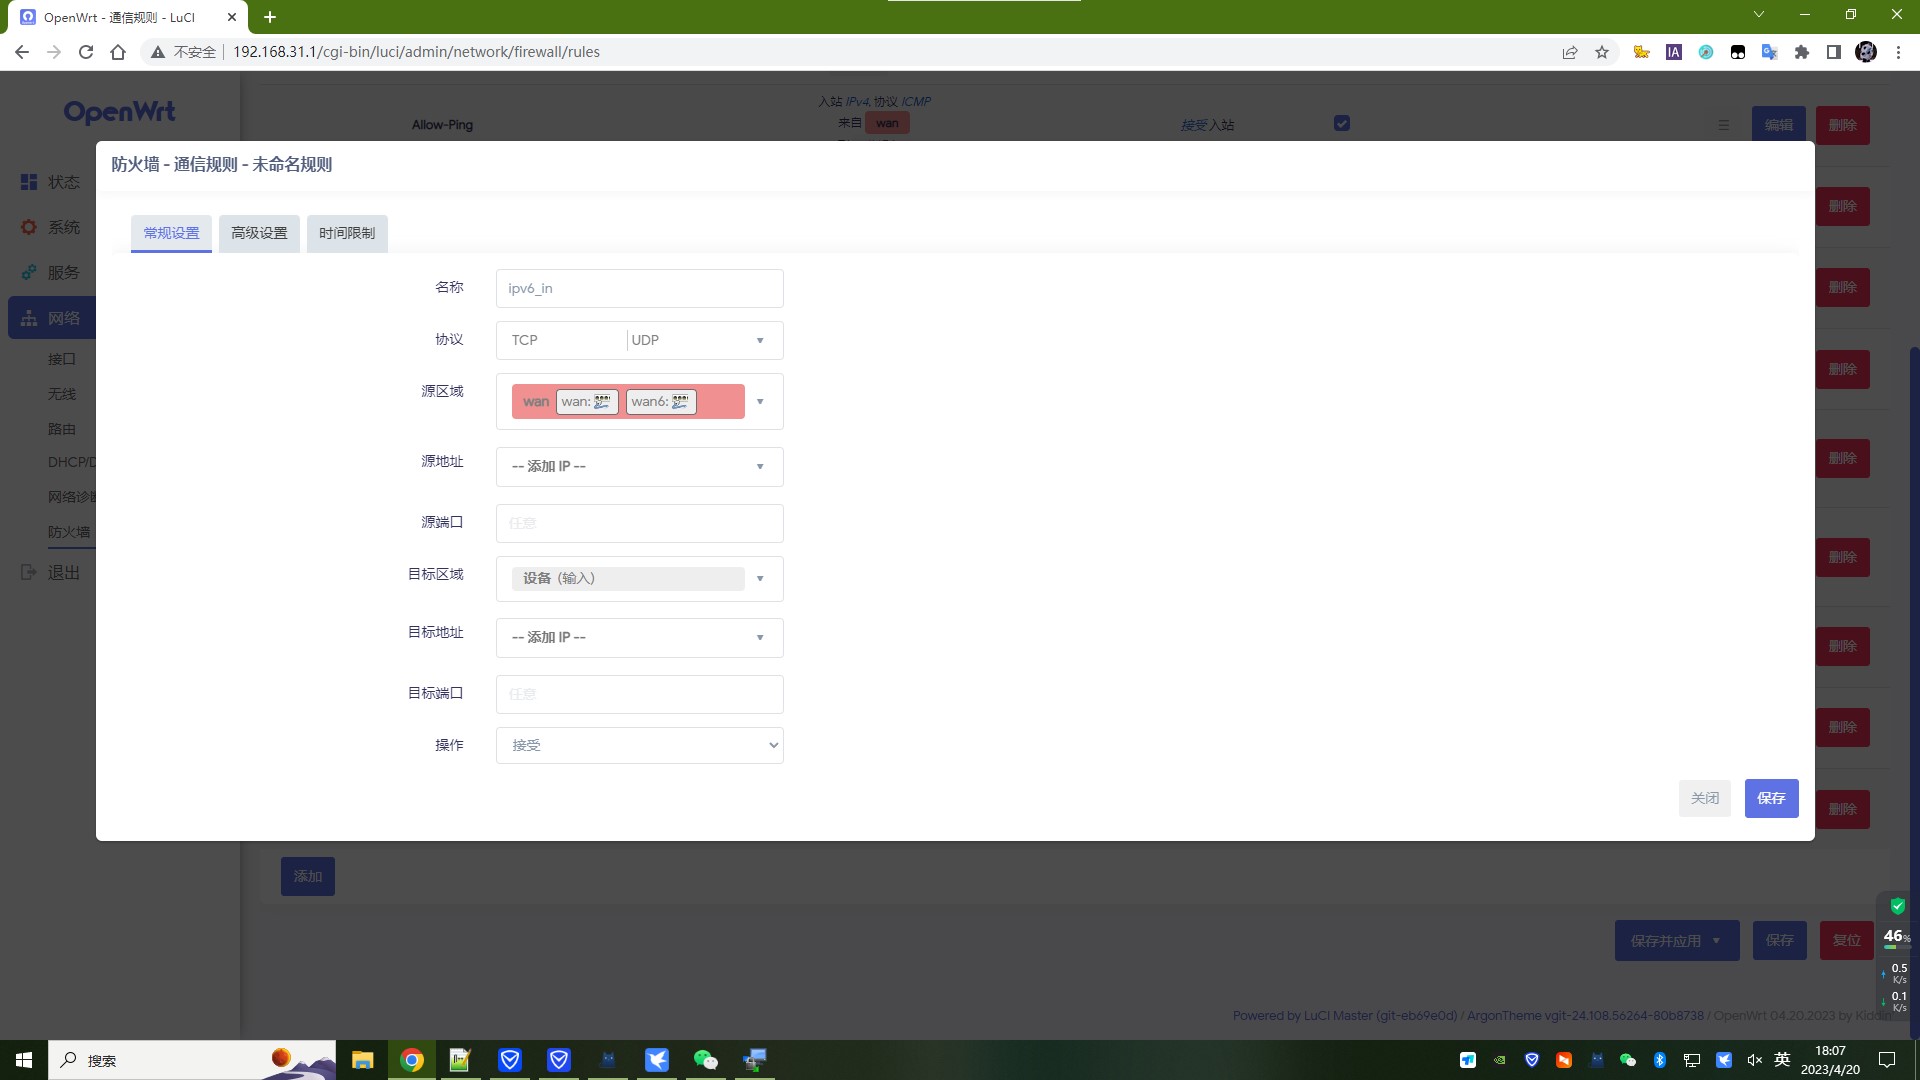 OpenWrt - 通信规则 - LuCI
不安全
192.168.31.1/cgi-bin/luci/admin/network/firewall/rules
OpenWrt
Allow-Ping
入站 IPv4, 协议 ICMP
来自 wan
接受入站
编辑
删除
防火墙 - 通信规则 - 未命名规则
状态
系统
服务
网络
接口
无线
路由
DHCP/D
网络诊断
防火墙
退出
常规设置
高级设置
时间限制
名称
ipv6_in
协议
TCP
UDP
源区域
wan
wan:
wan6:
源地址
-- 添加 IP --
源端口
任意
目标区域
设备 (输入)
目标地址
-- 添加 IP --
目标端口
任意
操作
接受
关闭
保存
删除
删除
删除
删除
删除
删除
删除
删除
添加
保存并应用
保存
复位
46%
0.5
K/s
0.1
K/s
Powered by LuCI Master (git-eb69e0d) / ArgonTheme vgit-24.108.56264-80b8738 / OpenWrt 04.20.2023 by Kiddin
搜索
英
18:07
2023/4/20